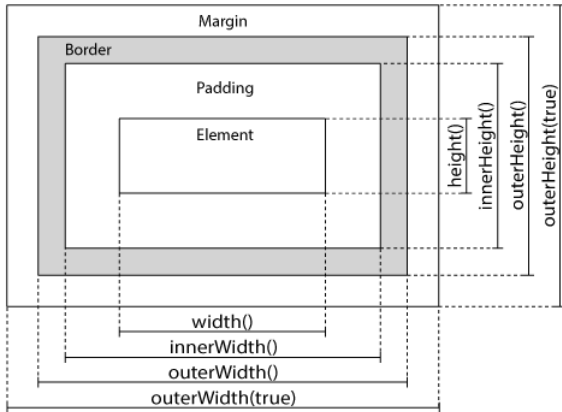 Margin
Border
Padding
Element
height()
innerHeight()
outerHeight()
outerHeight(true)
width()
innerWidth()
outerWidth()
outerWidth(true)